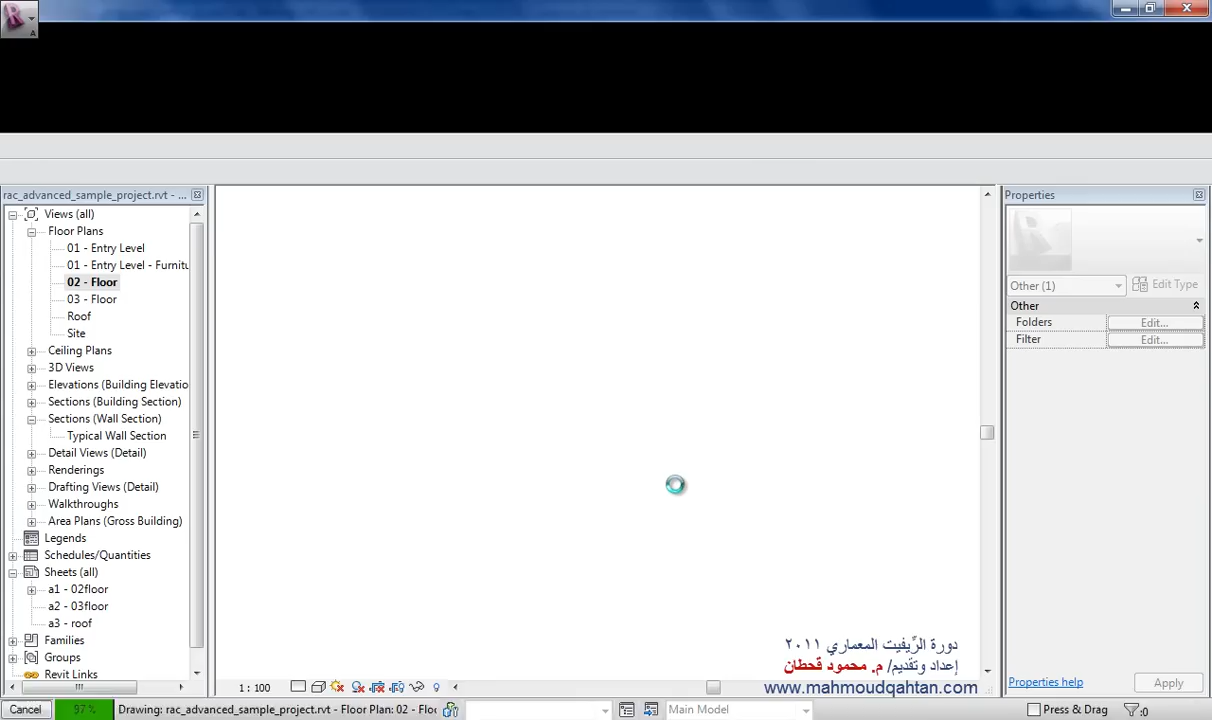 A
rac_advanced_sample_project.rvt - ...
Views (all)
Floor Plans
01 - Entry Level
01 - Entry Level - Furnitu
02 - Floor
03 - Floor
Roof
Site
Ceiling Plans
3D Views
Elevations (Building Elevatio
Sections (Building Section)
Sections (Wall Section)
Typical Wall Section
Detail Views (Detail)
Renderings
Drafting Views (Detail)
Walkthroughs
Area Plans (Gross Building)
Legends
Schedules/Quantities
Sheets (all)
a1 - 02floor
a2 - 03floor
a3 - roof
Families
Groups
Revit Links
Properties
Other (1)
Edit Type
Other
Folders
Edit...
Filter
Edit...
Properties help
Apply
دورة الرِّيفيت المعماري ٢٠١١
إعداد وتقديم/ م. محمود قحطان
www.mahmoudqahtan.com
1 : 100
Cancel
97 %
Drawing: rac_advanced_sample_project.rvt - Floor Plan: 02 - Floo
Main Model
Press & Drag
:0